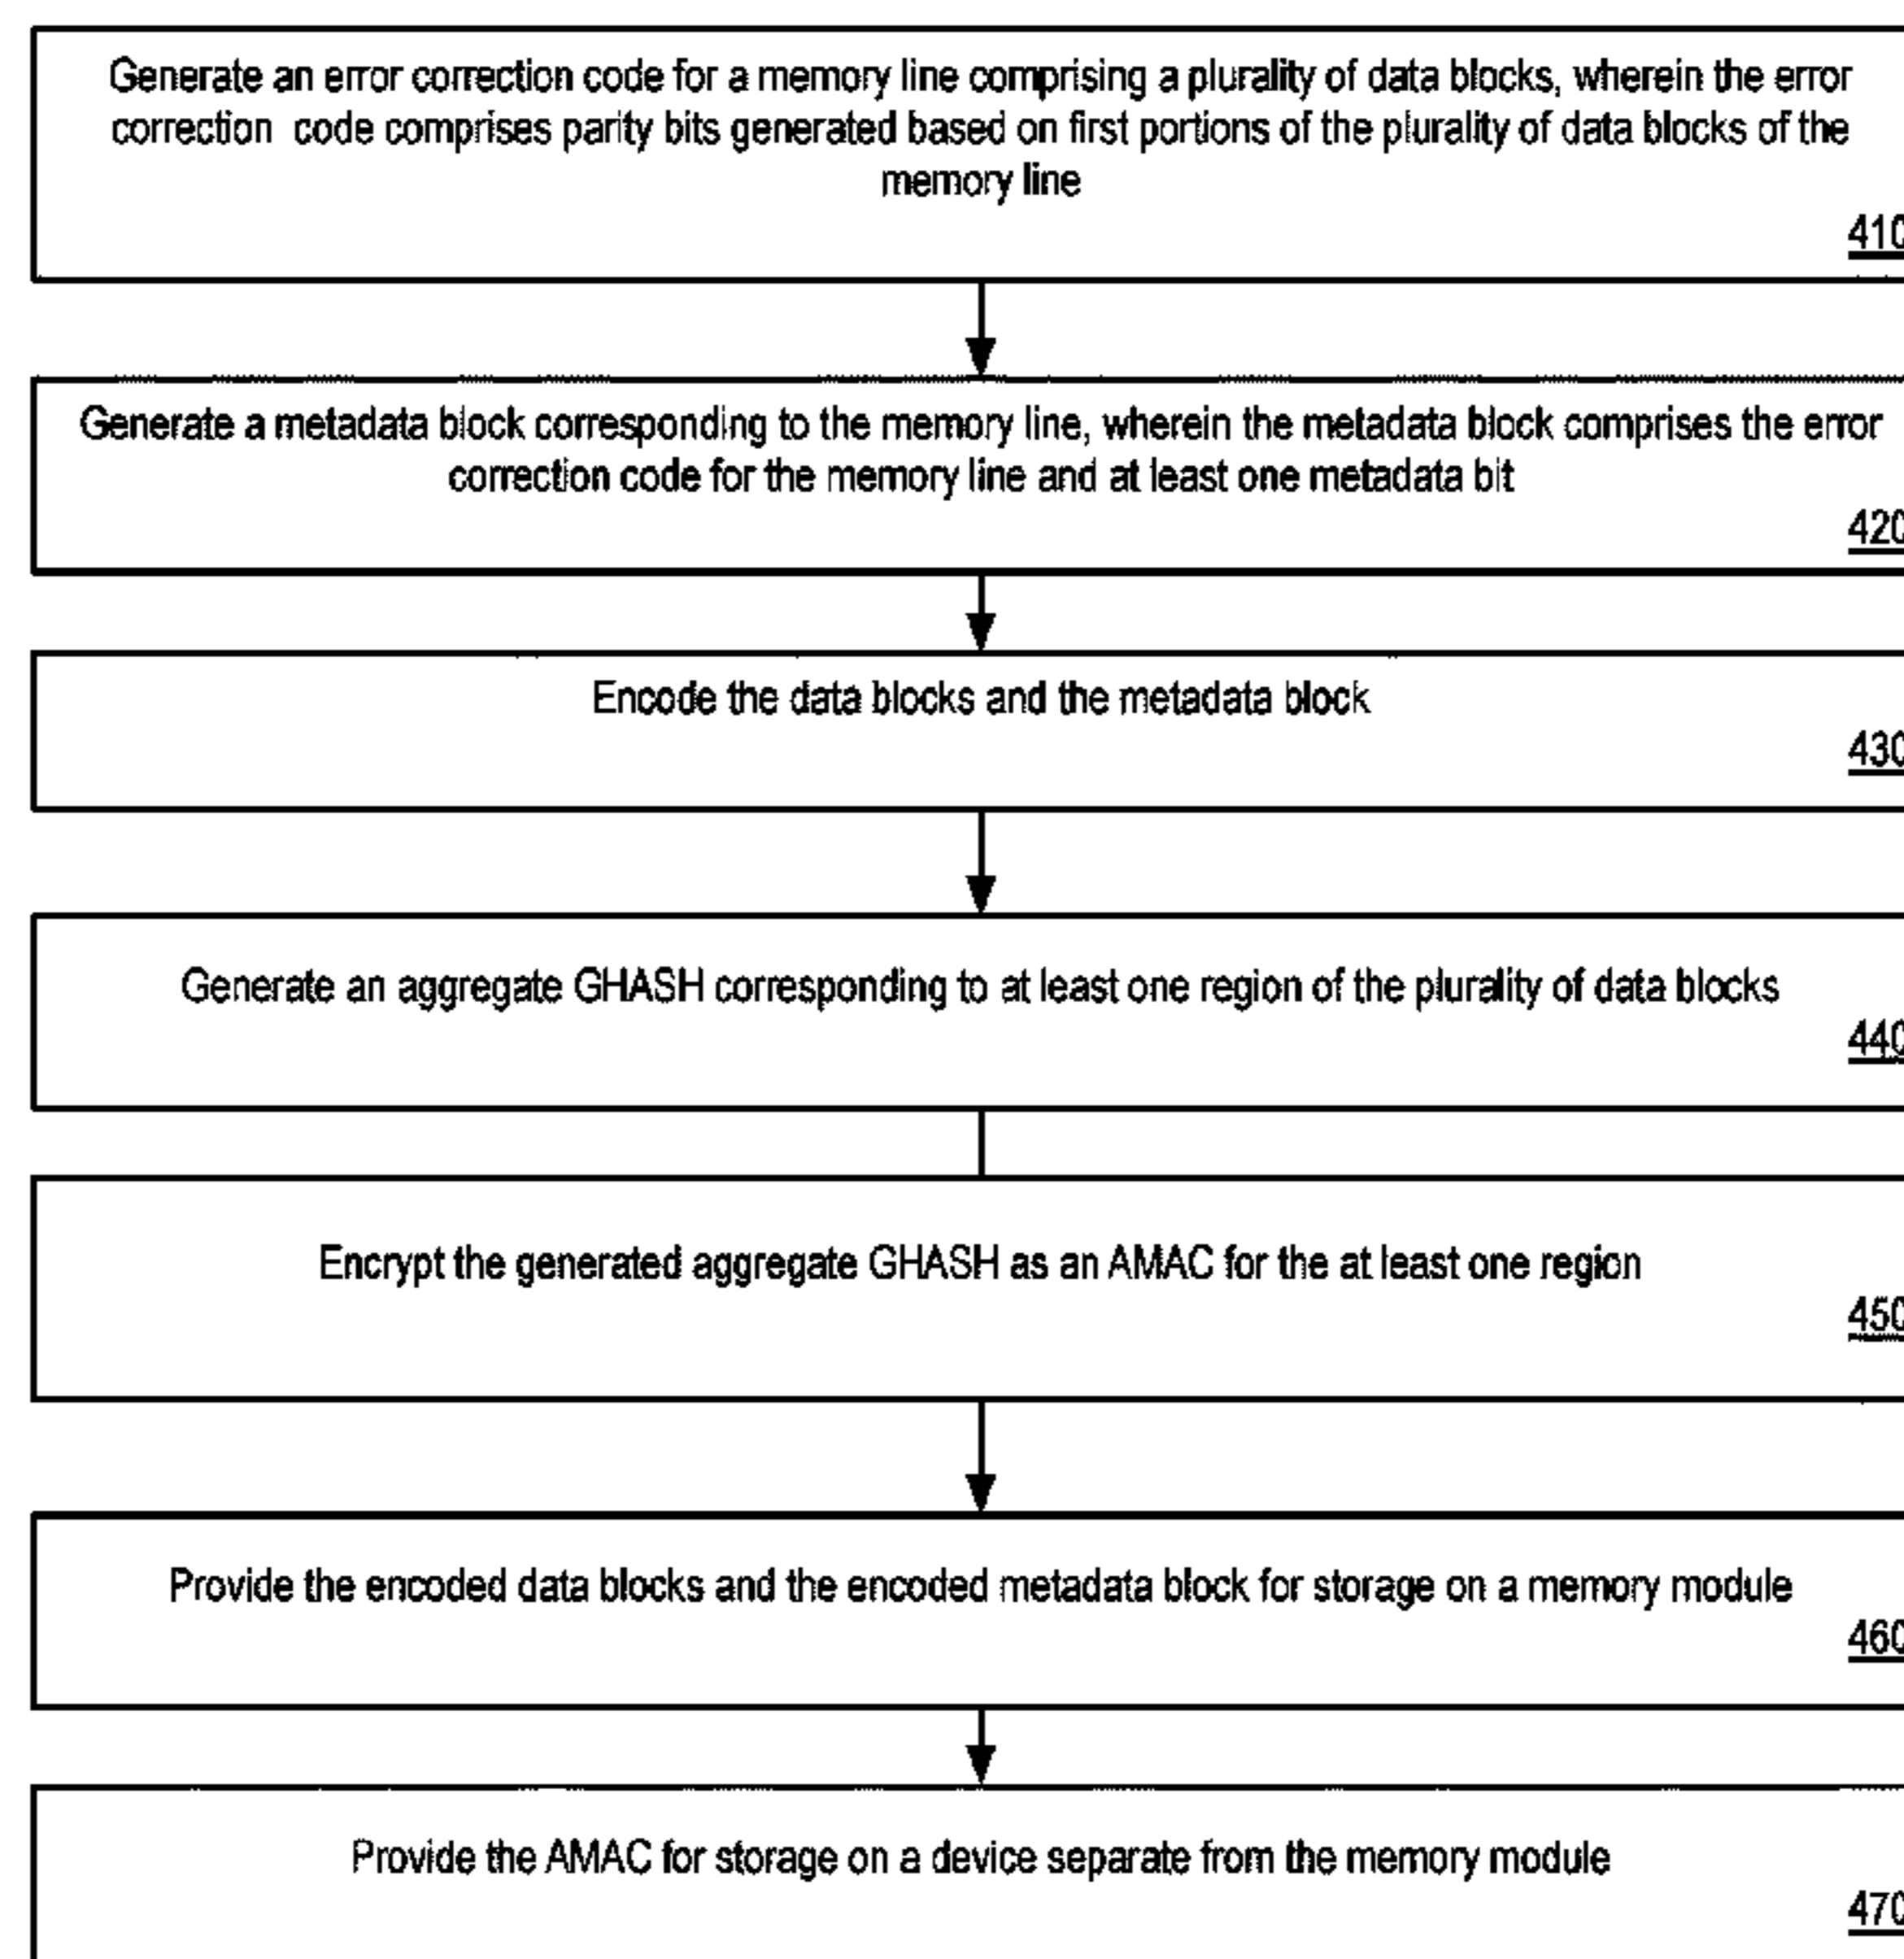 Generate an error correction code for a memory line comprising a plurality of data blocks, wherein the error
correction code comprises parity bits generated based on first portions of the plurality of data blocks of the
memory line
410
Generate a metadata block corresponding to the memory line, wherein the metadata block comprises the error
correction code for the memory line and at least one metadata bit
420
Encode the data blocks and the metadata block
430
Generate an aggregate GHASH corresponding to at least one region of the plurality of data blocks
440
Encrypt the generated aggregate GHASH as an AMAC for the at least one region
450
Provide the encoded data blocks and the encoded metadata block for storage on a memory module
460
Provide the AMAC for storage on a device separate from the memory module
470